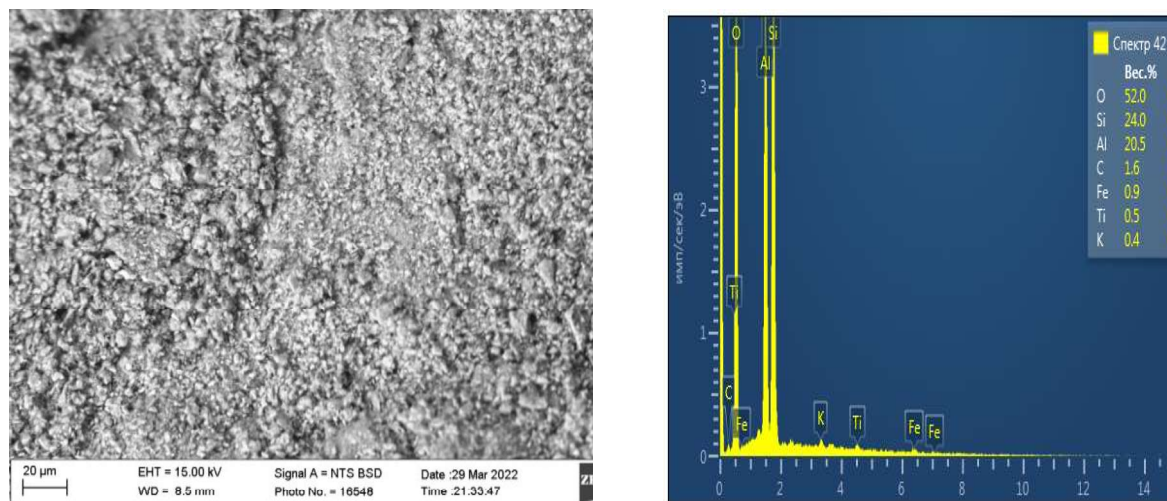 20 µm
EHT = 15.00 kV
Signal A = NTS BSD
Date :29 Mar 2022
WD = 8.5 mm
Photo No. = 16548
Time :21:33:47
имп/сек/эВ
3
2
1
0
O
Si
Al
Ti
C
Fe
K
Ti
Fe
Fe
0 2 4 6 8 10 12 14
Спектр 42
Вес.%
O 52.0
Si 24.0
Al 20.5
C 1.6
Fe 0.9
Ti 0.5
K 0.4